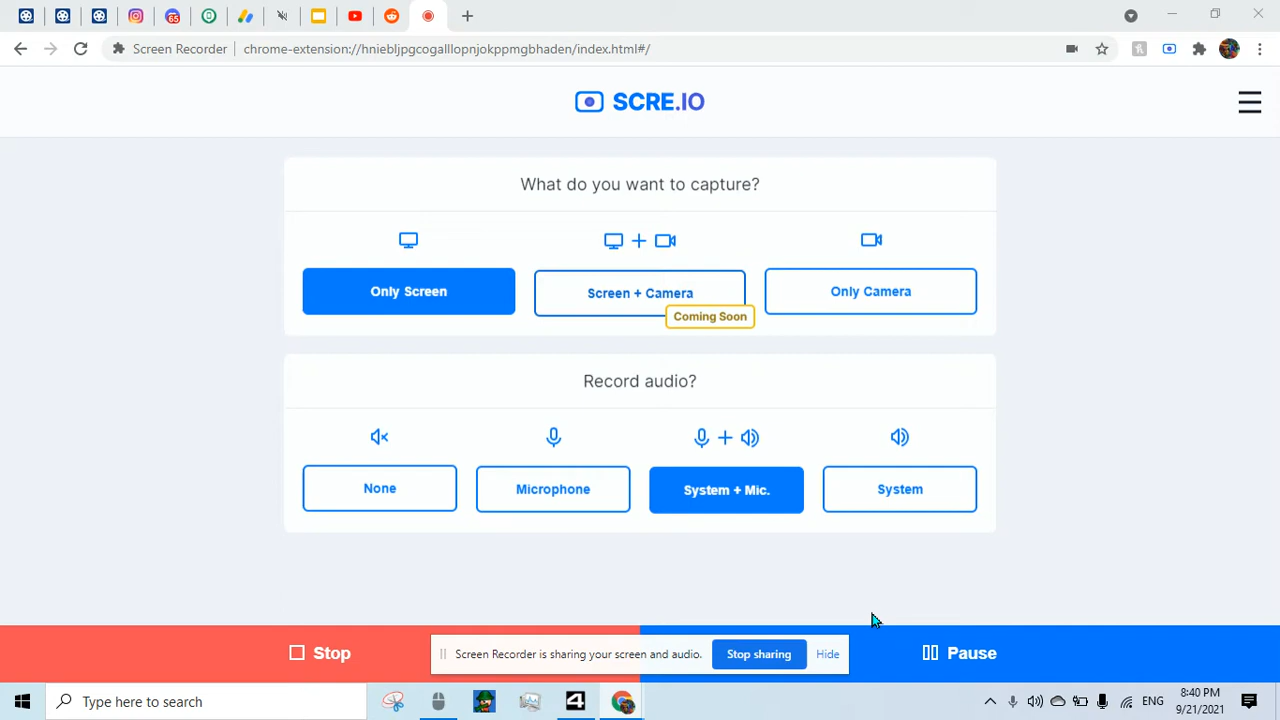 65
Screen Recorder
chrome-extension://hniebljpgcogalllopnjokppmgbhaden/index.html#/
SCRE.IO
What do you want to capture?
Only Screen
Screen + Camera
Only Camera
Coming Soon
Record audio?
None
Microphone
System + Mic.
System
Stop
Screen Recorder is sharing your screen and audio.
Stop sharing
Hide
Pause
Type here to search
4
ENG
8:40 PM
9/21/2021